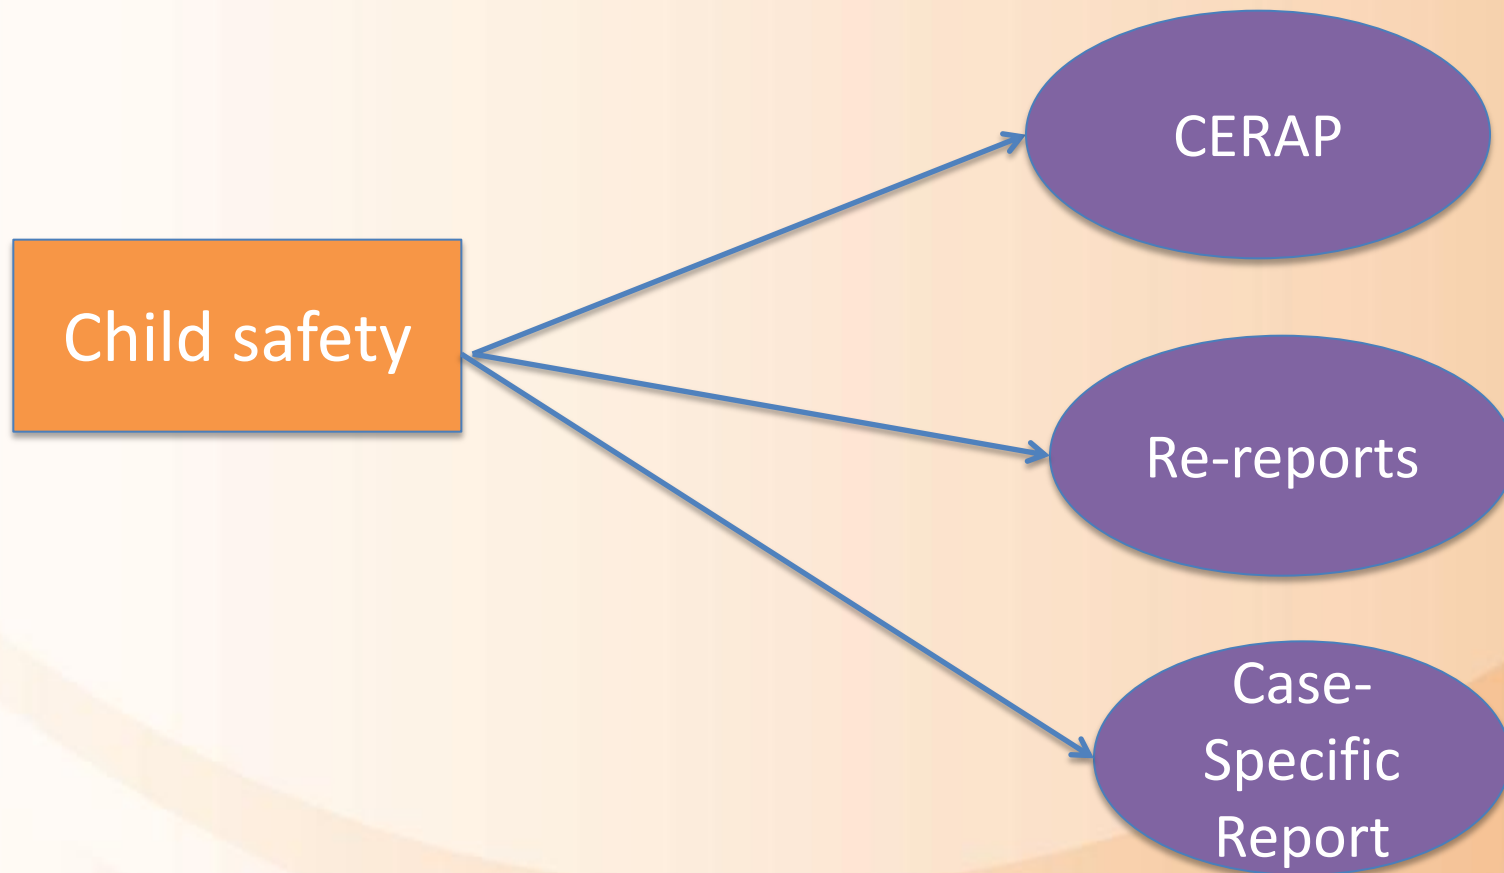 CERAP
Child safety
Re-reports
Case-
Specific
Report